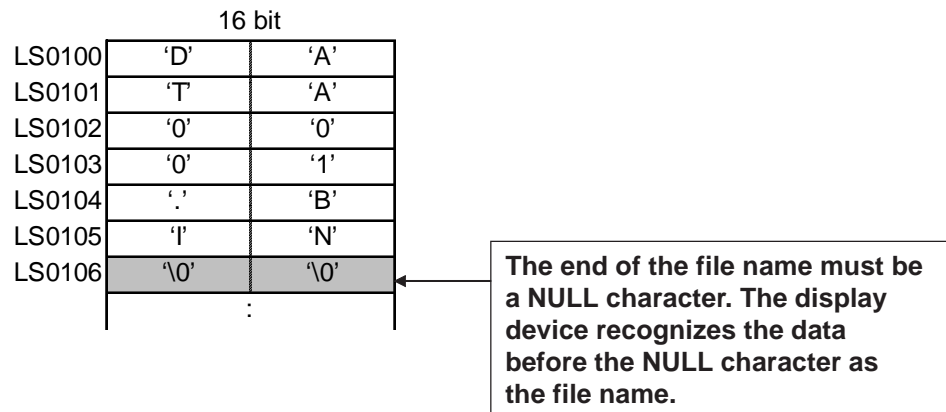 16 bit
LS0100 ‘D’ ‘A’
LS0101 ‘T’ ‘A’
LS0102 ‘0’ ‘0’
LS0103 ‘0’ ‘1’
LS0104 ‘.’ ‘B’
LS0105 ‘I’ ‘N’
LS0106 ‘\0’ ‘\0’
:
The end of the file name must be
a NULL character. The display
device recognizes the data
before the NULL character as
the file name.